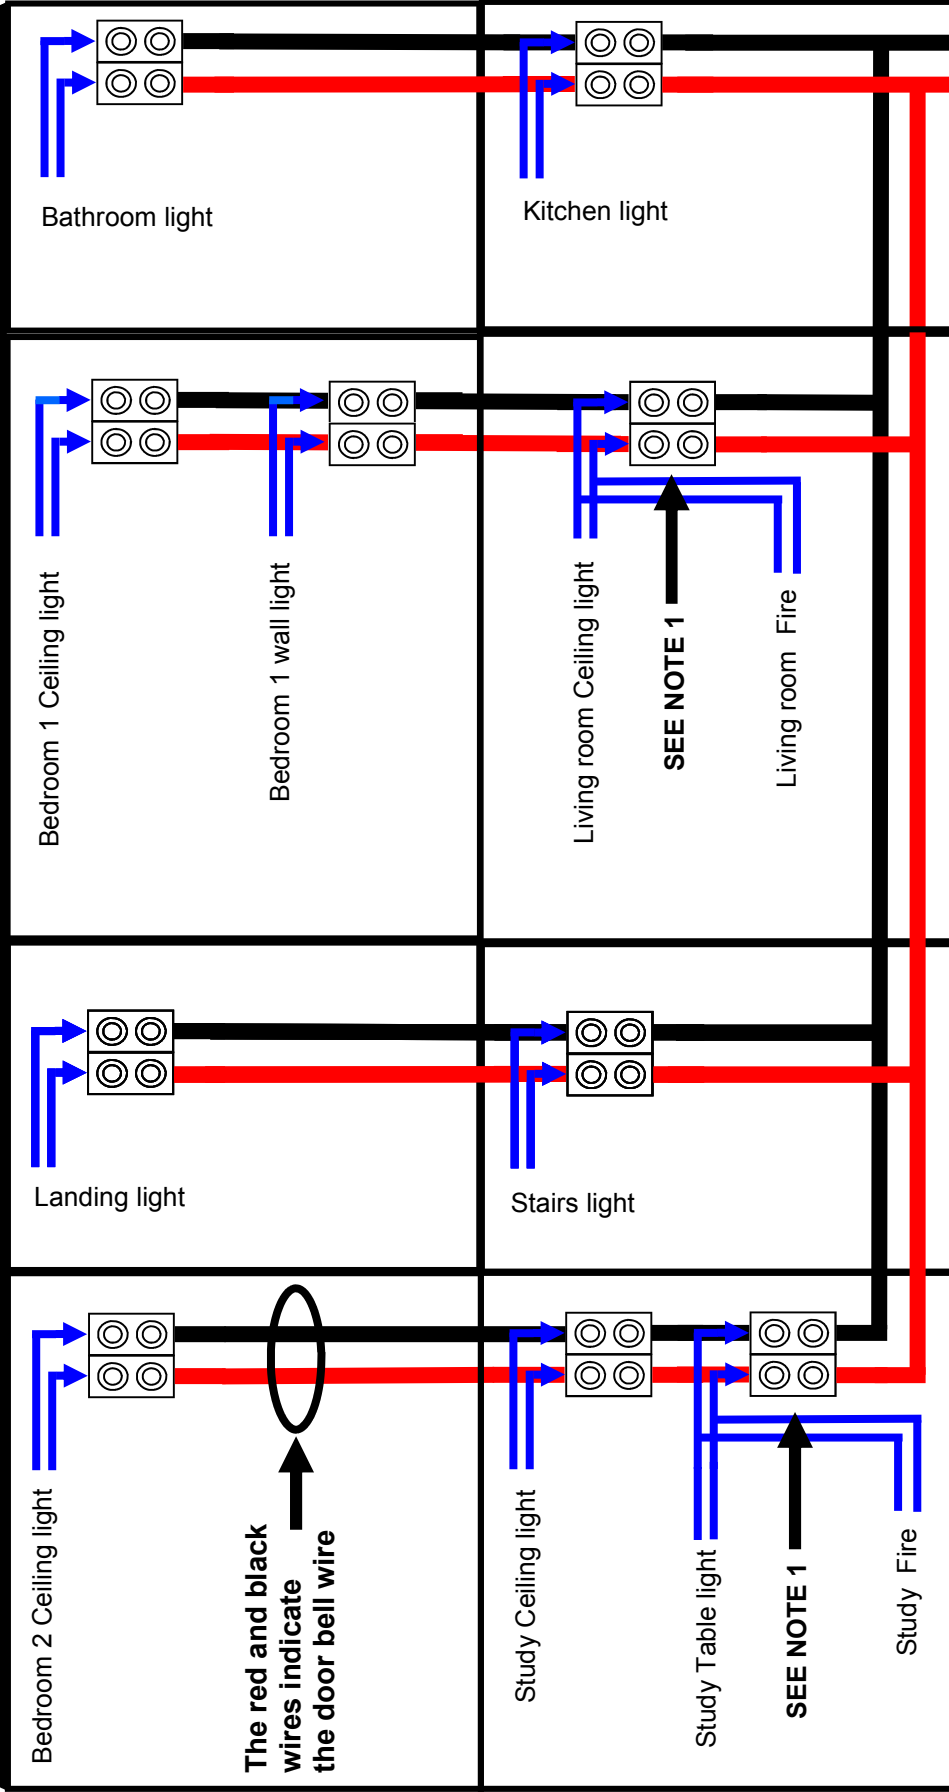 Bathroom light
Kitchen light
Bedroom 1 Ceiling light
Bedroom 1 wall light
Living room Ceiling light
SEE NOTE 1
Living room Fire
Landing light
Stairs light
Bedroom 2 Ceiling light
The red and black
wires indicate
the door bell wire
Study Ceiling light
Study Table light
SEE NOTE 1
Study Fire